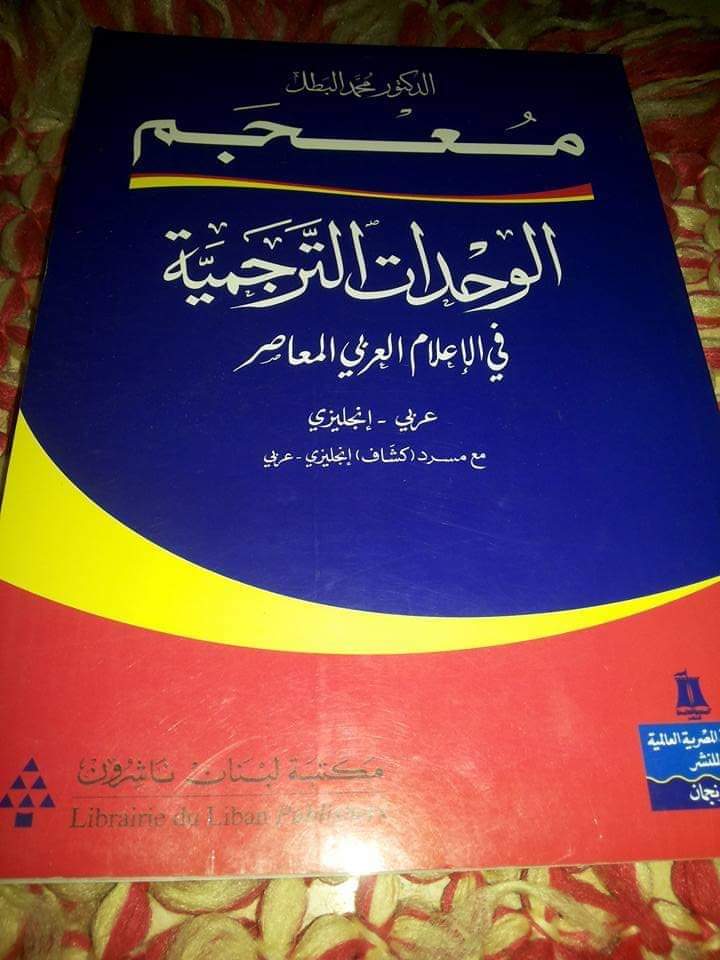 الدكتور محمد البطل
مُعْجَم
الوحدات الترجمية
في الإعلام العربي المعاصر
عربي - إنجليزي
مع مسرد (كشاف) إنجليزي - عربي
مكتبة لبنان ناشرون
Librairie du Liban Publishers
المصرية العالمية
للنشر